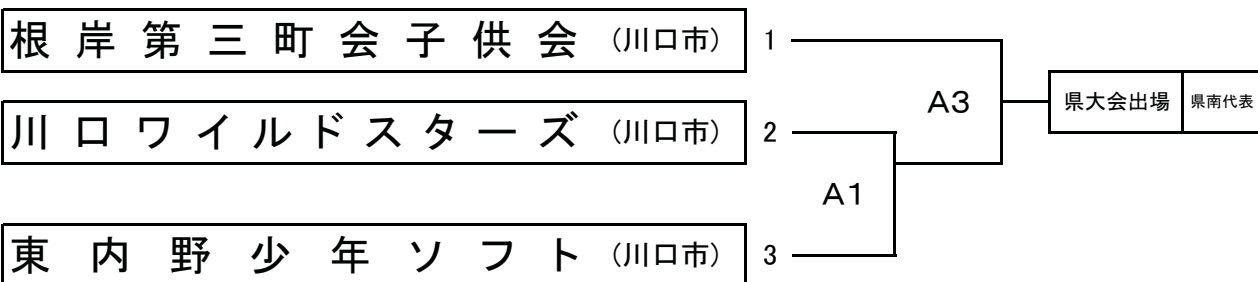 根岸第三町会子供会 (川口市) 1
A3 県大会出場 県南代表
川口ワイルドスターズ (川口市) 2
A1
東内野少年ソフト (川口市) 3